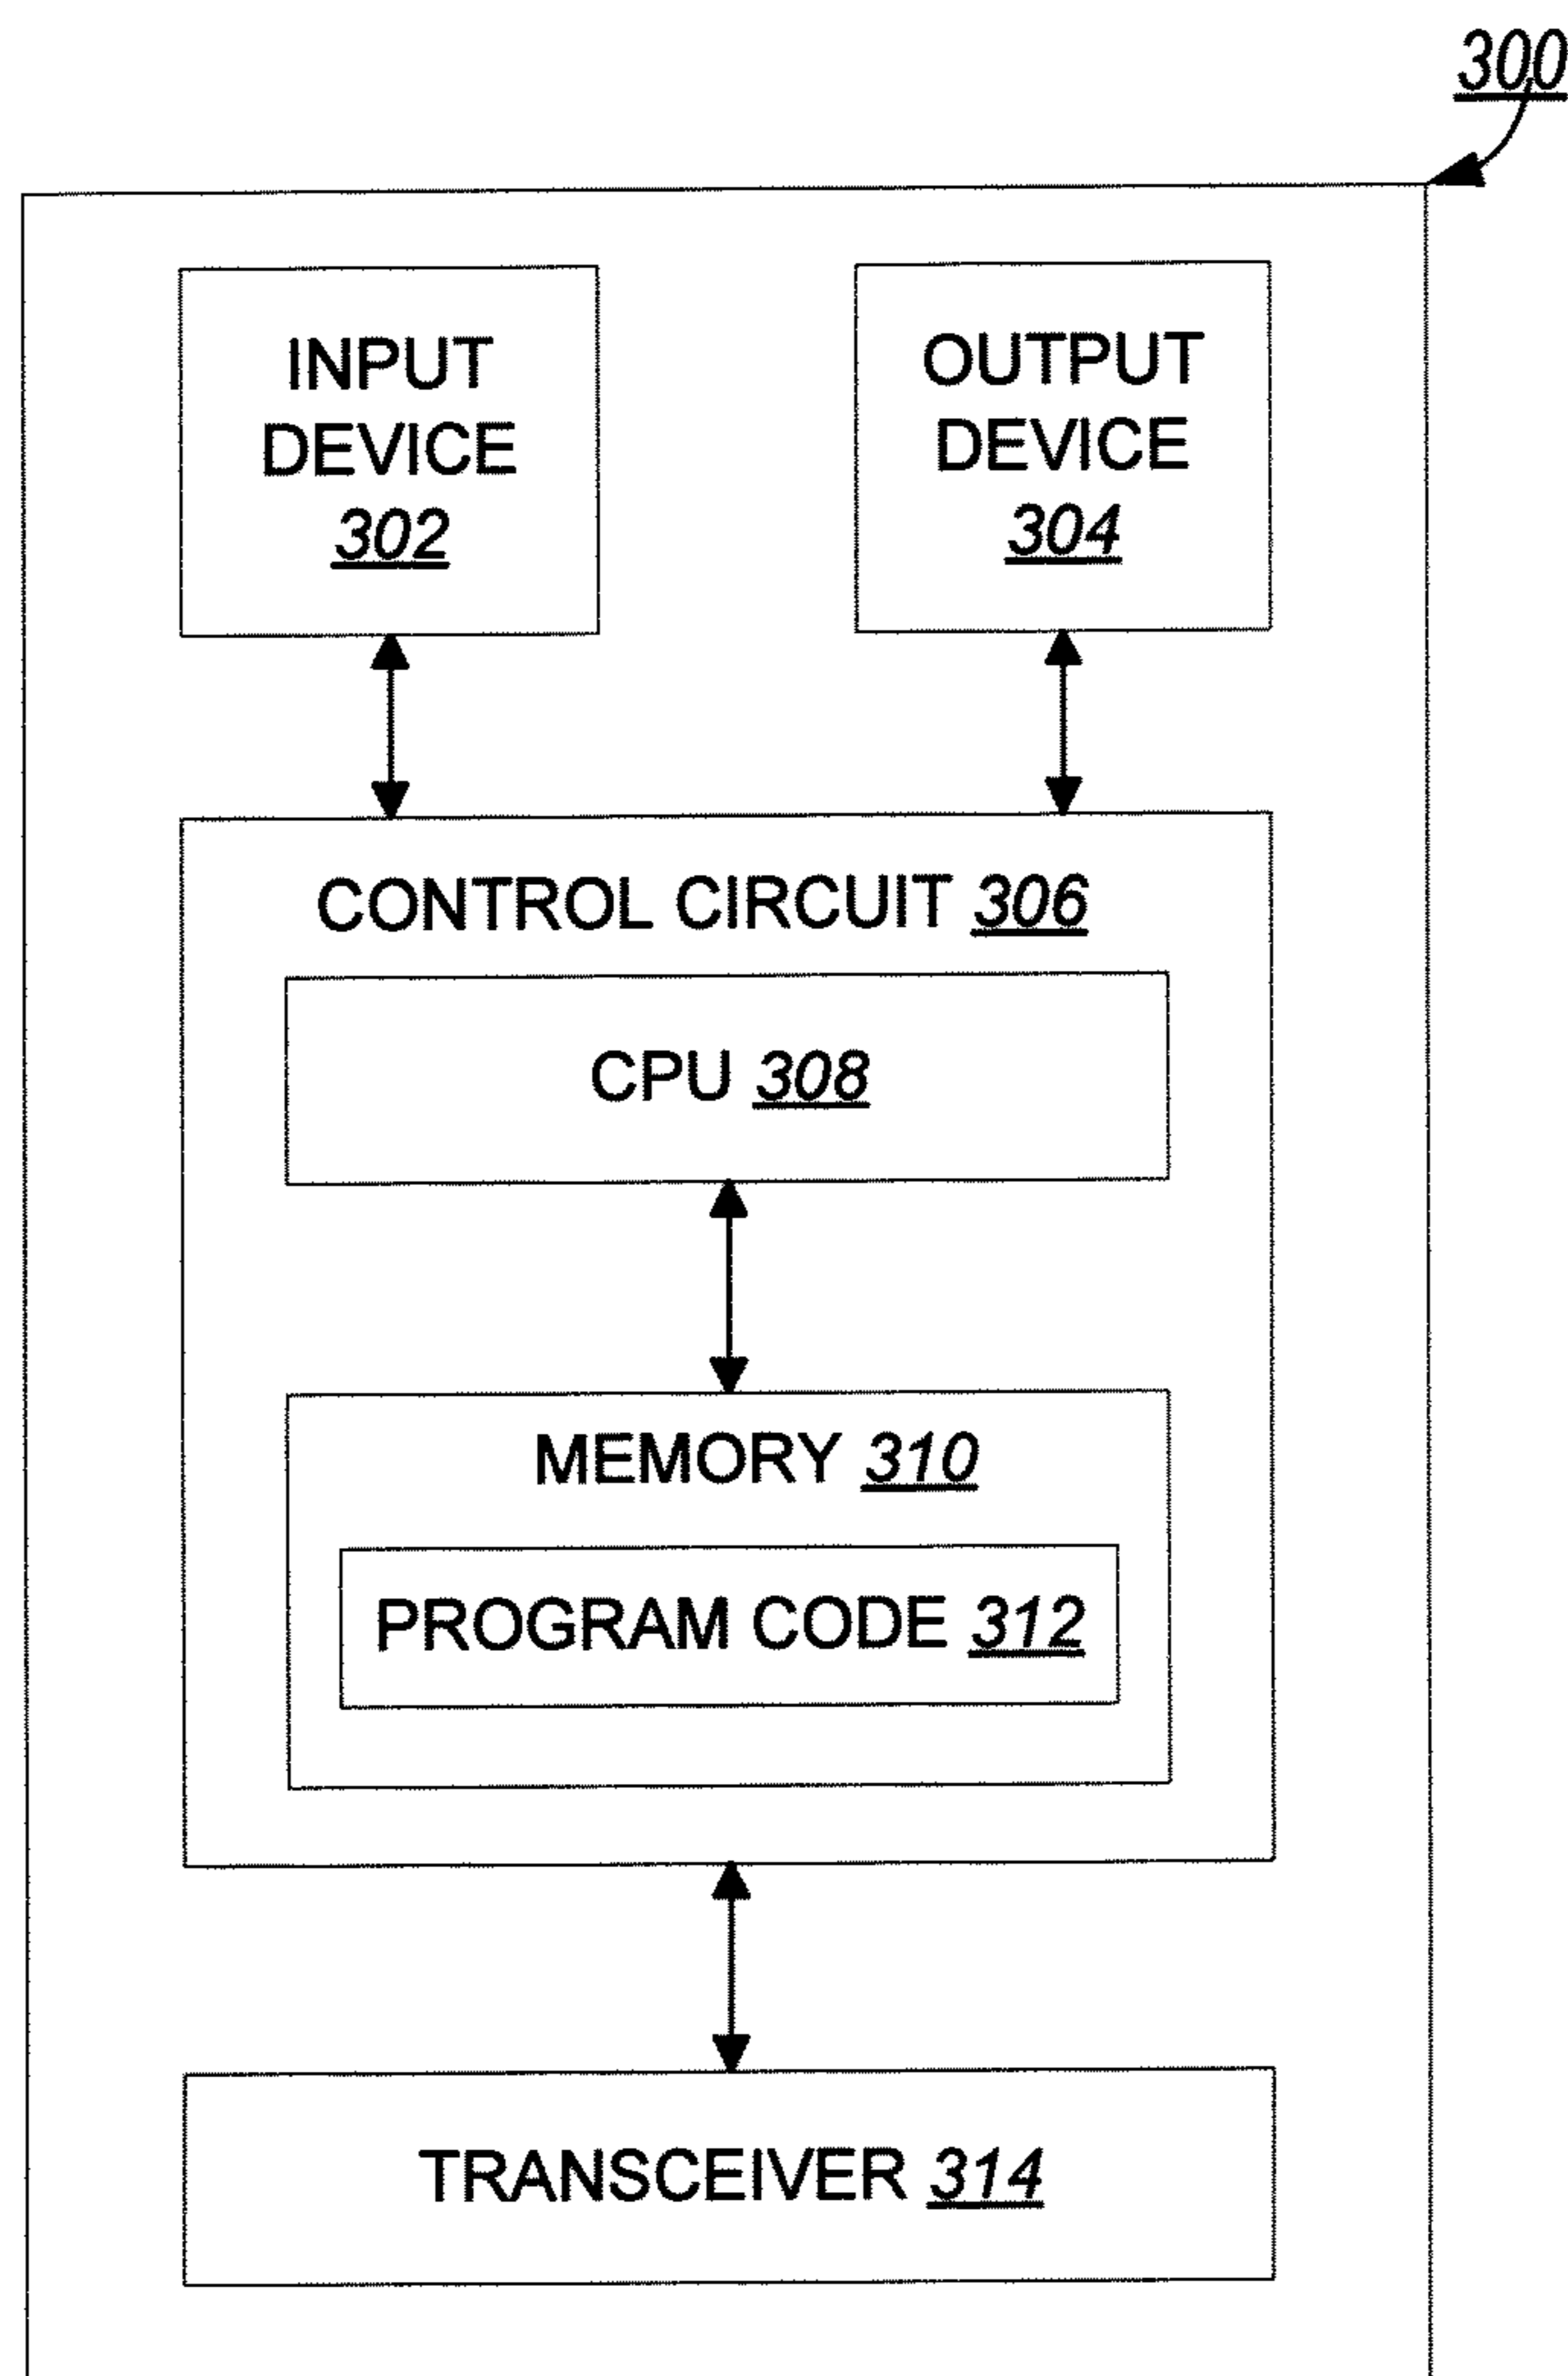 300
INPUT
DEVICE
302
OUTPUT
DEVICE
304
CONTROL CIRCUIT 306
CPU 308
MEMORY 310
PROGRAM CODE 312
TRANSCEIVER 314